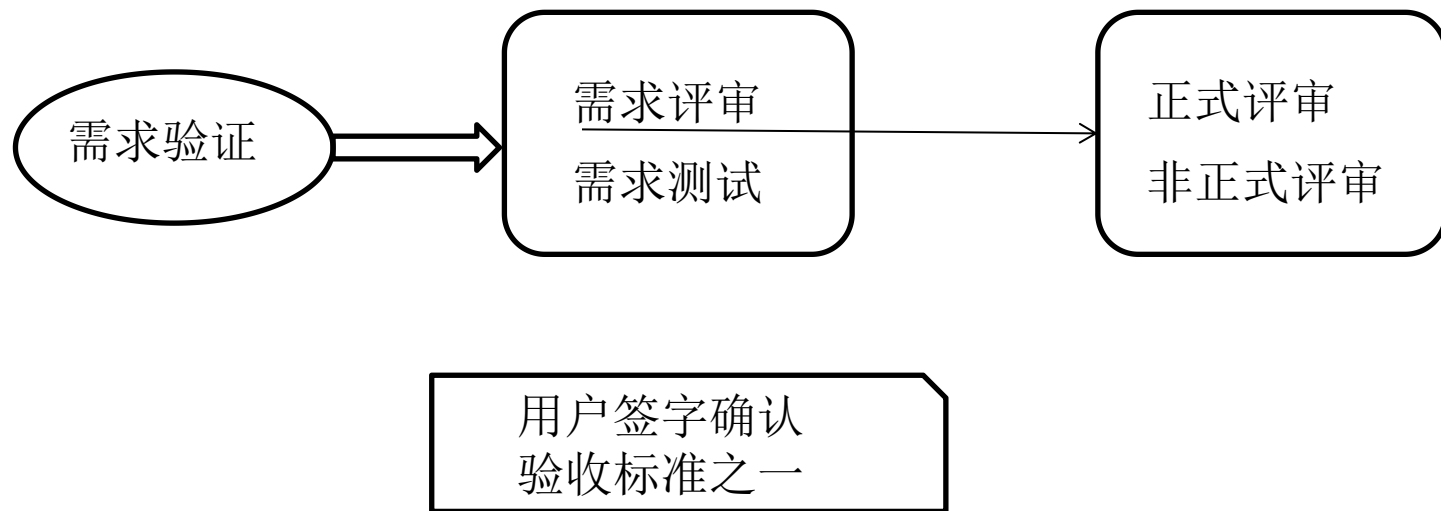 需求验证
需求评审
需求测试
正式评审
非正式评审
用户签字确认
验收标准之一